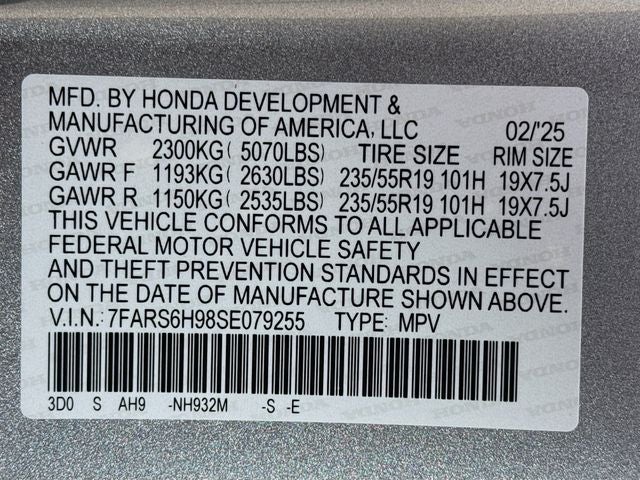 MFD. BY HONDA DEVELOPMENT &
MANUFACTURING OF AMERICA, LLC 02/'25
GVWR 2300KG( 5070LBS) TIRE SIZE RIM SIZE
GAWR F 1193KG( 2630LBS) 235/55R19 101H 19X7.5J
GAWR R 1150KG( 2535LBS) 235/55R19 101H 19X7.5J
THIS VEHICLE CONFORMS TO ALL APPLICABLE
FEDERAL MOTOR VEHICLE SAFETY
AND THEFT PREVENTION STANDARDS IN EFFECT
ON THE DATE OF MANUFACTURE SHOWN ABOVE.
V.I.N.:7FARS6H98SE079255 TYPE: MPV
3D0 S AH9 -NH932M -S -E